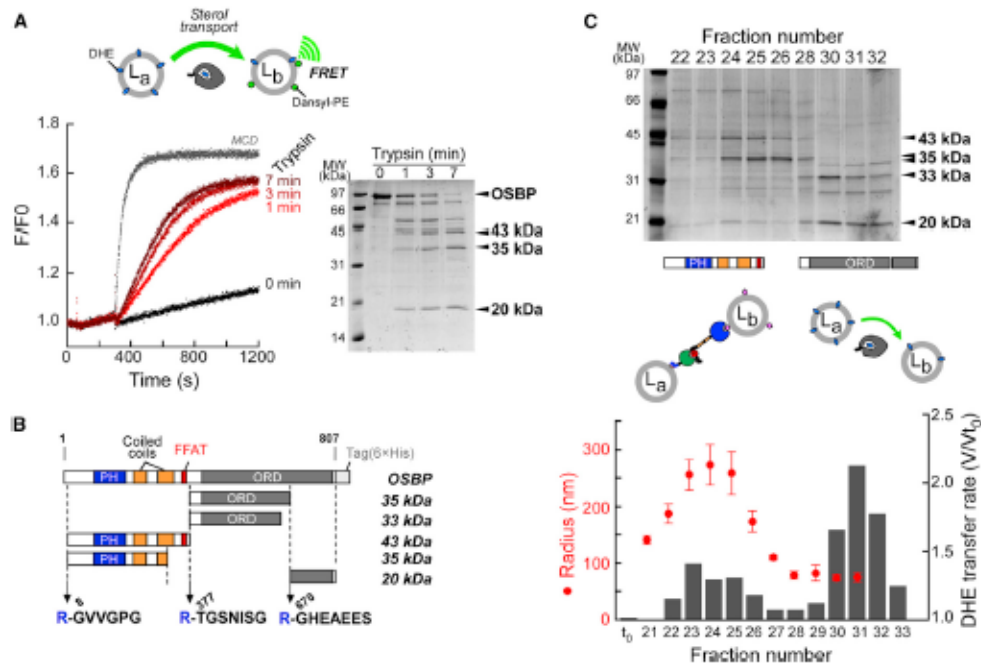 A
Sterol
transport
DHE
La
Lb
FRET
Dansyl-PE
1.8
1.6
1.4
1.2
1.0
F/F0
MCD
Trypsin
7 min
3 min
1 min
0 min
0 400 800 1200
Time (s)
MW
(kDa)
Trypsin (min)
0 1 3 7
97
66
45
31
21
14
OSBP
43 kDa
35 kDa
20 kDa
B
1
807
Coiled
coils
FFAT
Tag(6×His)
PH
ORD
OSBP
ORD
35 kDa
ORD
33 kDa
PH
43 kDa
PH
35 kDa
20 kDa
R-GVVGPG
377
R-TGSNISG
670
R-GHEAEES
C
Fraction number
MW
(kDa)
22 23 24 25 26 28 30 31 32
97
66
45
31
21
43 kDa
35 kDa
33 kDa
20 kDa
PH
ORD
La
Lb
La
Lb
Radius (nm)
300
200
100
0
2.5
2.0
1.5
1.0
DHE transfer rate (V/Vt0)
t0 21 22 23 24 25 26 27 28 29 30 31 32 33
Fraction number